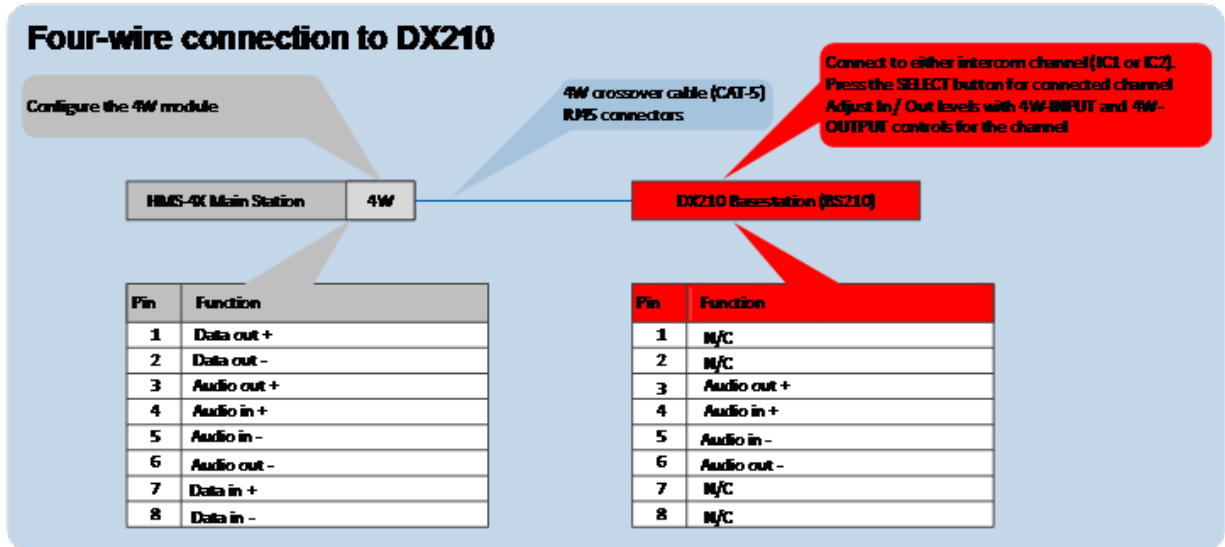 Four-wire connection to DX210
Configure the 4W module
4W crossover cable (CAT-5)
RJ45 connectors
Connect to either intercom channel (IC1 or IC2).
Press the SELECT button for connected channel
Adjust In / Out levels with 4W-INPUT and 4W-
OUTPUT controls for the channel
HMS-4X Main Station 4W
DX210 Basestation (BS210)
Pin Function
1 Data out +
2 Data out -
3 Audio out +
4 Audio in +
5 Audio in -
6 Audio out -
7 Data in +
8 Data in -
Pin Function
1 N/C
2 N/C
3 Audio out +
4 Audio in +
5 Audio in -
6 Audio out -
7 N/C
8 N/C